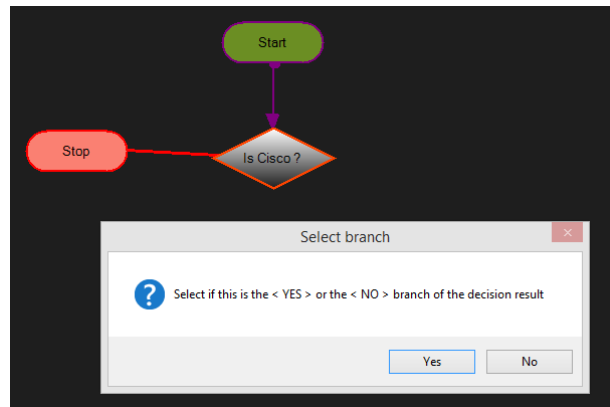 Start
Stop
Is Cisco ?
Select branch
Select if this is the < YES > or the < NO > branch of the decision result
Yes
No